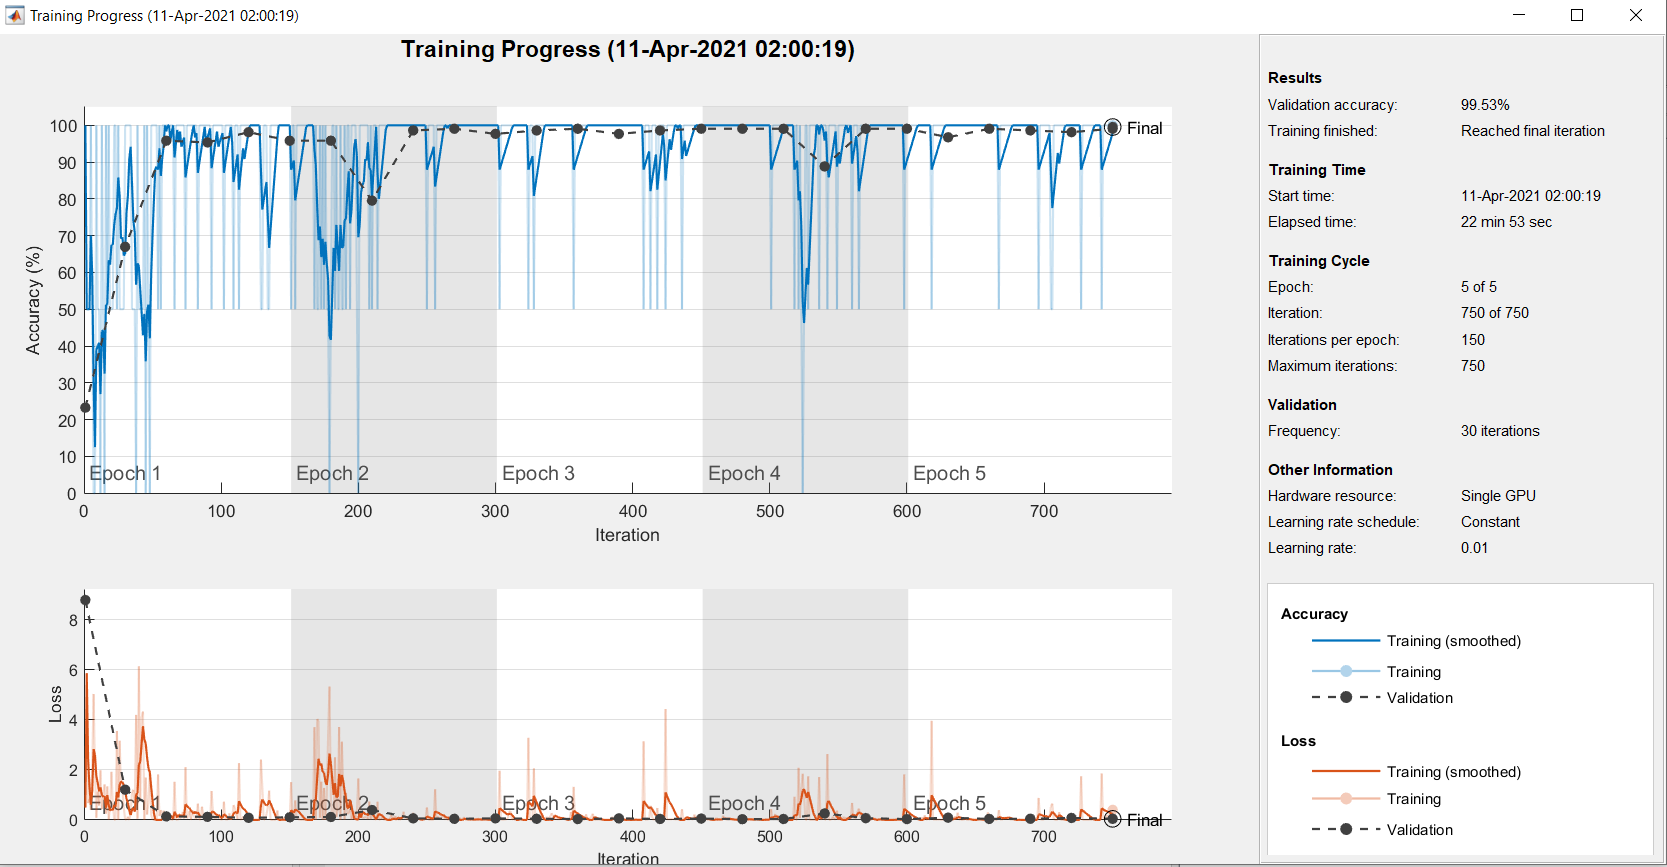 Training Progress (11-Apr-2021 02:00:19)
Training Progress (11-Apr-2021 02:00:19)
100
90
80
70
60
50
40
30
20
10
0
Accuracy (%)
Epoch 1
Epoch 2
Epoch 3
Epoch 4
Epoch 5
Final
0
100
200
300
400
500
600
700
Iteration
8
6
4
2
0
Loss
Epoch 1
Epoch 2
Epoch 3
Epoch 4
Epoch 5
Final
0
100
200
300
400
500
600
700
Iteration
Results
Validation accuracy: 99.53%
Training finished: Reached final iteration
Training Time
Start time: 11-Apr-2021 02:00:19
Elapsed time: 22 min 53 sec
Training Cycle
Epoch: 5 of 5
Iteration: 750 of 750
Iterations per epoch: 150
Maximum iterations: 750
Validation
Frequency: 30 iterations
Other Information
Hardware resource: Single GPU
Learning rate schedule: Constant
Learning rate: 0.01
Accuracy
Training (smoothed)
Training
Validation
Loss
Training (smoothed)
Training
Validation